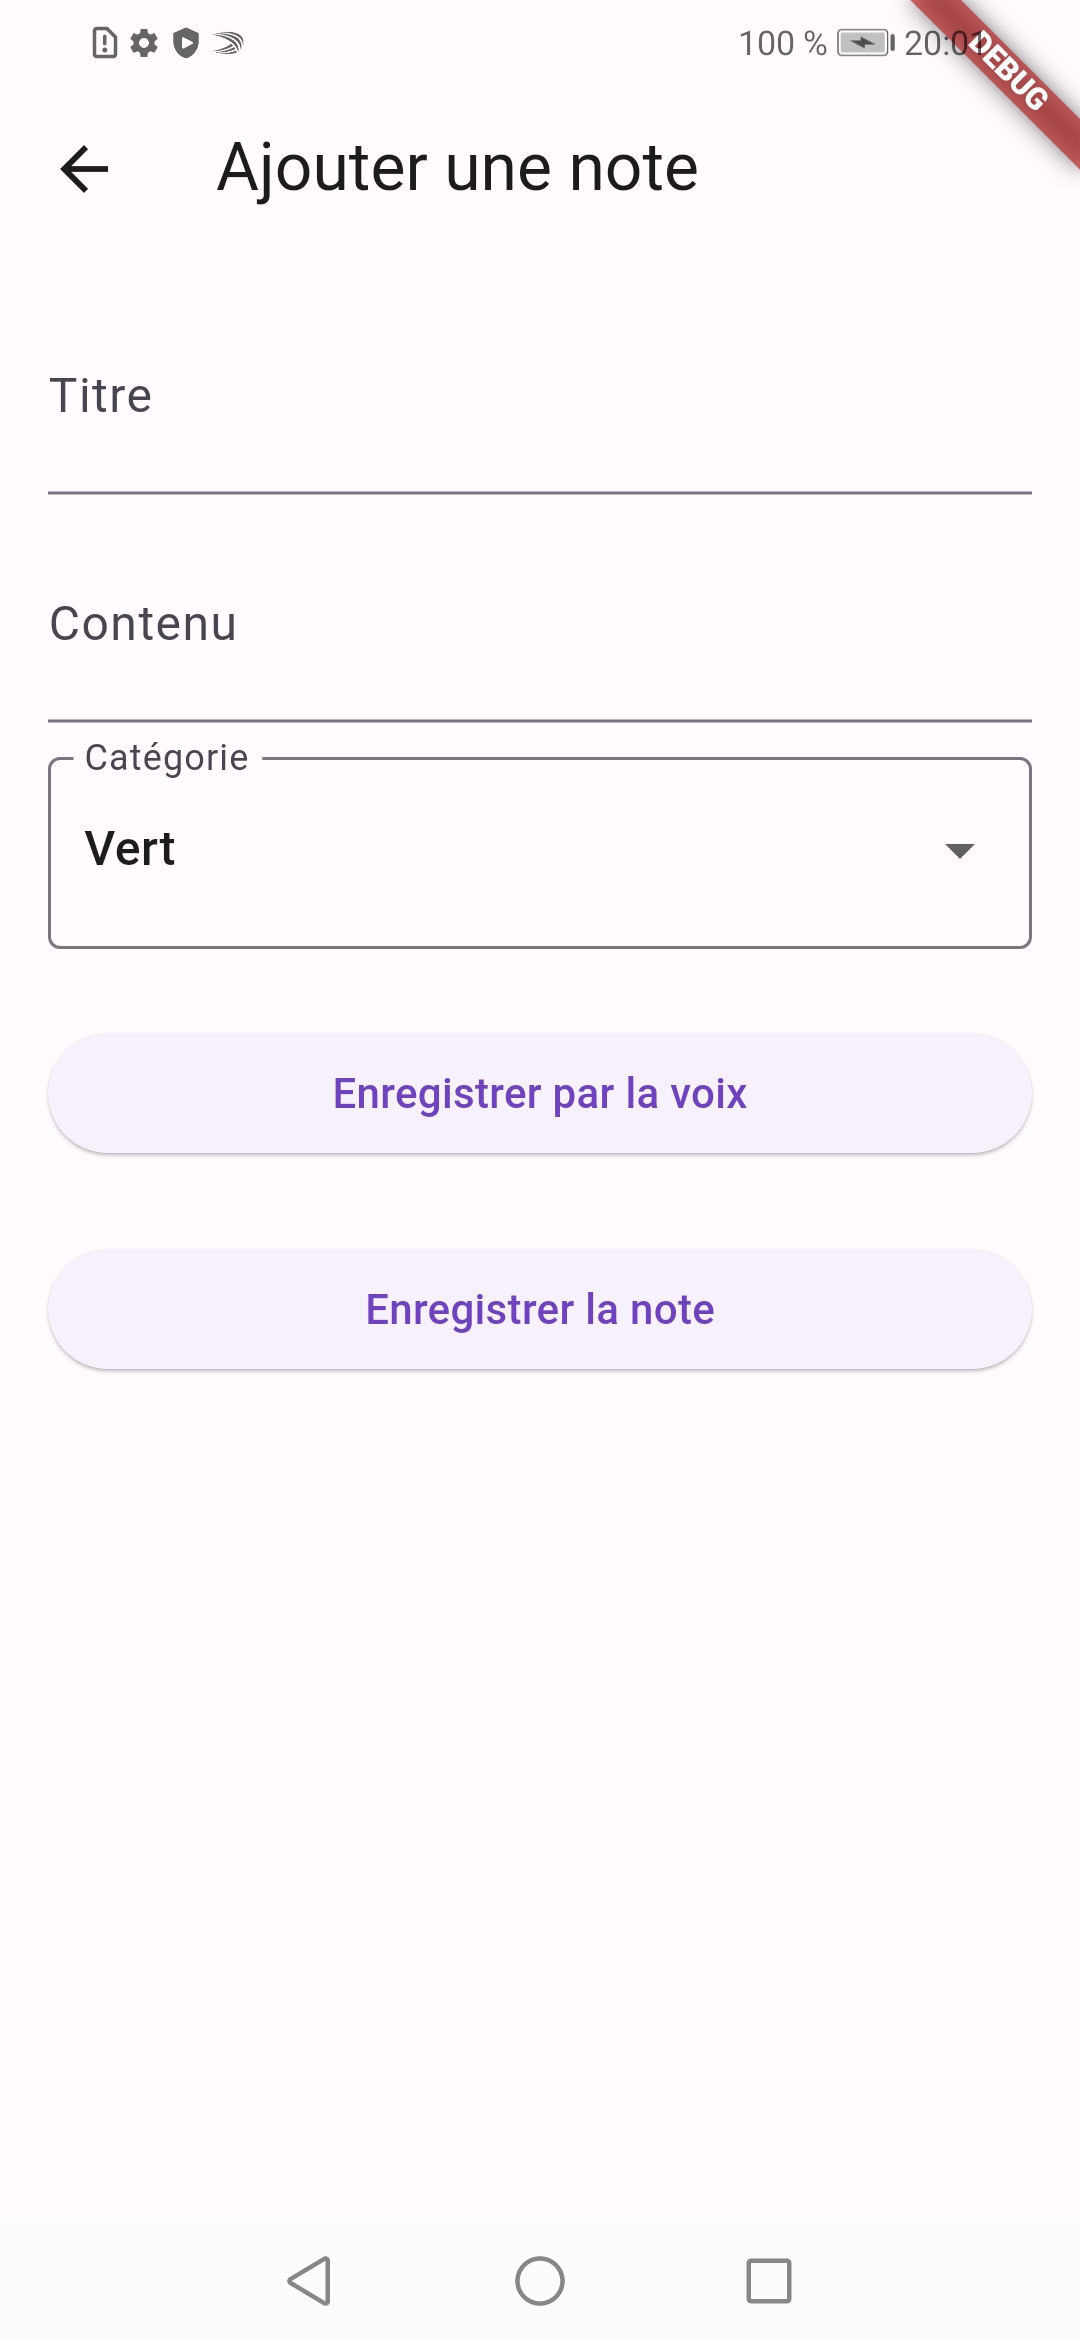 100 % 20:01
DEBUG
Ajouter une note
Titre
Contenu
Catégorie
Vert
Enregistrer par la voix
Enregistrer la note